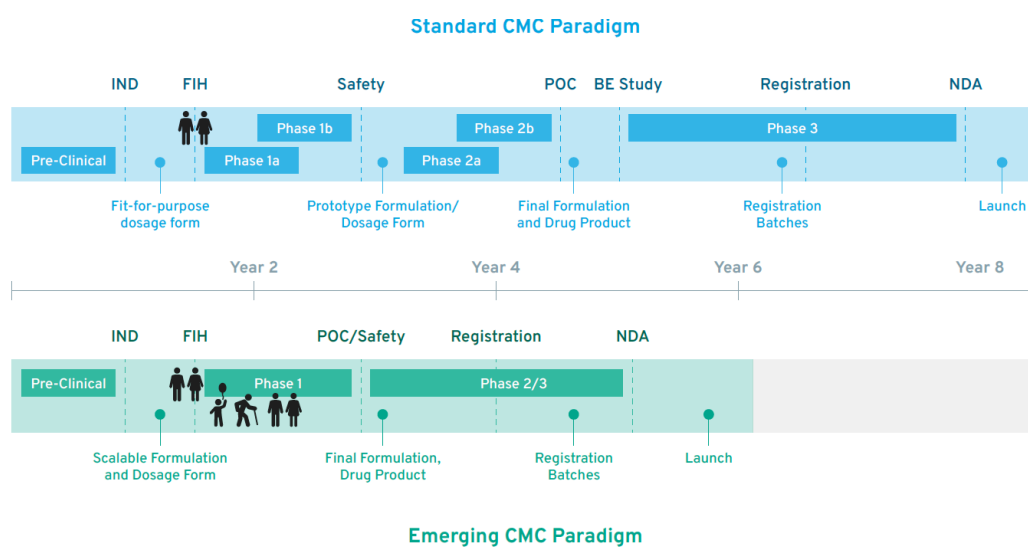 Standard CMC Paradigm
IND FIH Safety POC BE Study Registration NDA
Phase 1b Phase 2b Phase 3
Pre-Clinical Phase 1a Phase 2a
Fit-for-purpose
dosage form
Prototype Formulation/
Dosage Form
Final Formulation
and Drug Product
Registration
Batches
Launch
Year 2 Year 4 Year 6 Year 8
IND FIH POC/Safety Registration NDA
Pre-Clinical Phase 1 Phase 2/3
Scalable Formulation
and Dosage Form
Final Formulation,
Drug Product
Registration
Batches
Launch
Emerging CMC Paradigm